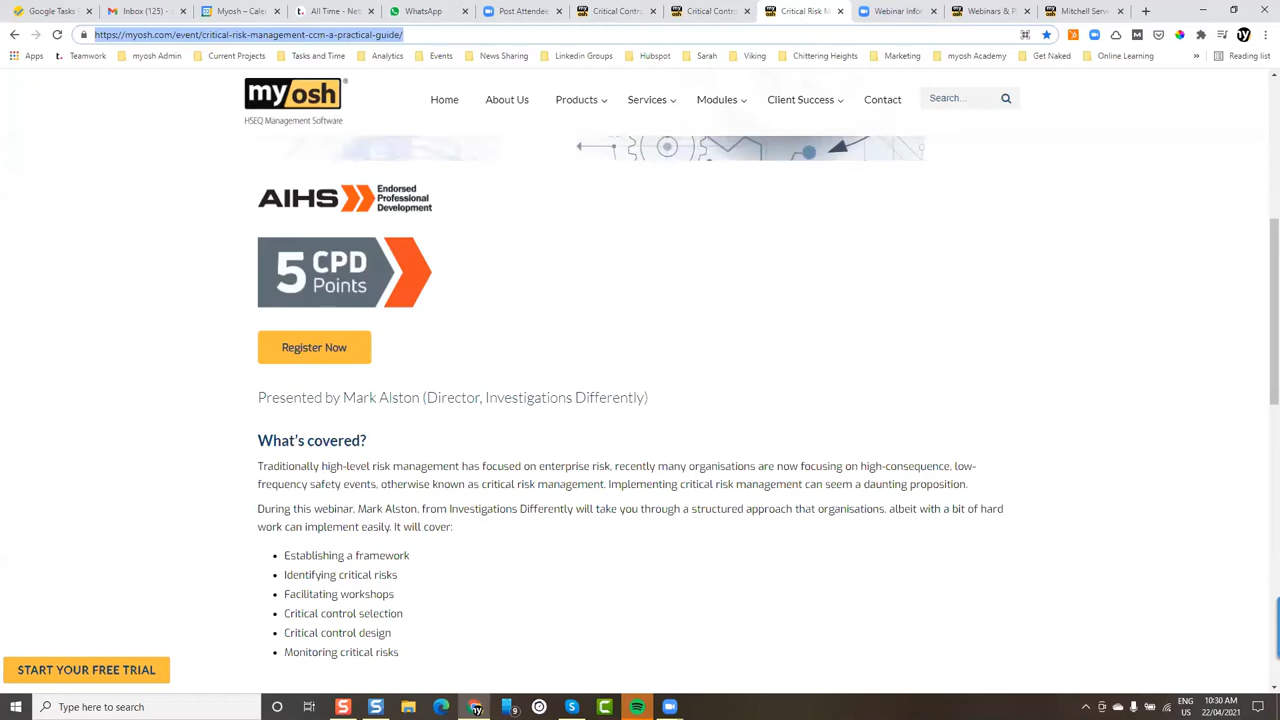 Google Tasks
Inbox (13) -
Myosh – Cale
All Time - Net
WhatsApp
Post Attendee
Critical Contr
Critical Contr
Critical Risk M
Webinar Infor
Webinars & P
Mitchell Servic
https://myosh.com/event/critical-risk-management-ccm-a-practical-guide/
Apps
Teamwork
myosh Admin
Current Projects
Tasks and Time
Analytics
Events
News Sharing
Linkedin Groups
Hubspot
Sarah
Viking
Chittering Heights
Marketing
myosh Academy
Get Naked
Online Learning
»
Reading list
myosh®
HSEQ Management Software
Home
About Us
Products
Services
Modules
Client Success
Contact
Search...
AIHS Endorsed
Professional
Development
5 CPD
Points
Register Now
Presented by Mark Alston (Director, Investigations Differently)
What's covered?
Traditionally high-level risk management has focused on enterprise risk, recently many organisations are now focusing on high-consequence, low-
frequency safety events, otherwise known as critical risk management. Implementing critical risk management can seem a daunting proposition.
During this webinar, Mark Alston, from Investigations Differently will take you through a structured approach that organisations, albeit with a bit of hard
work can implement easily. It will cover:
• Establishing a framework
• Identifying critical risks
• Facilitating workshops
• Critical control selection
• Critical control design
• Monitoring critical risks
START YOUR FREE TRIAL
Type here to search
ENG
US
10:30 AM
22/04/2021